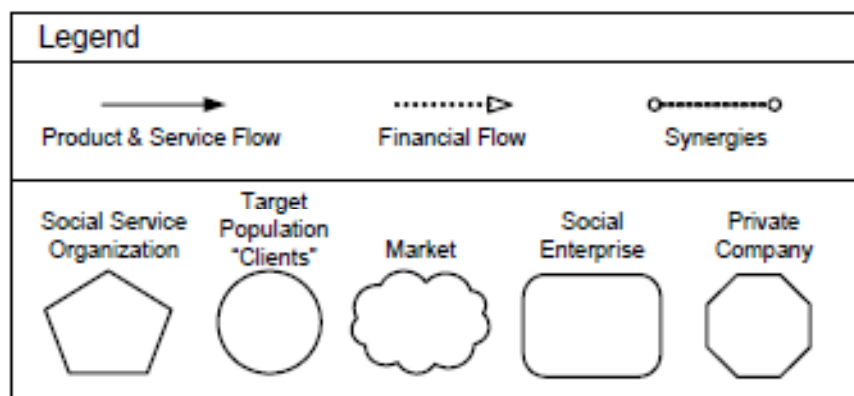 Legend
Product & Service Flow
Financial Flow
Synergies
Social Service
Organization
Target
Population
"Clients"
Market
Social
Enterprise
Private
Company